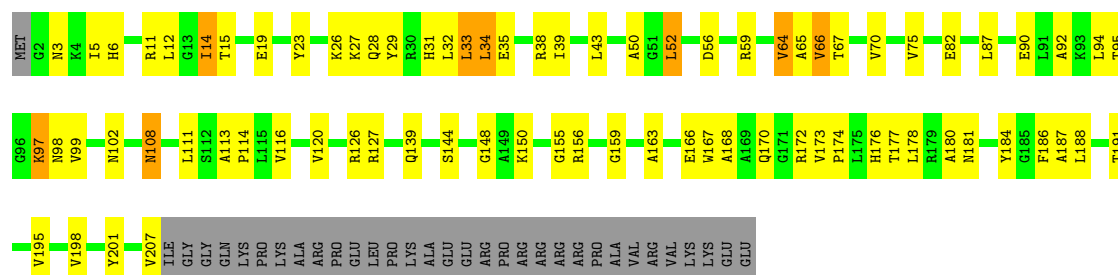 MET G2 N3 K4 I5 H6 R11 L12 G13 I14 T15 E19 Y23 K26 K27 Q28 Y29 R30 H31 L32 L33 L34 E35 R38 I39 L43 A50 G51 L52 D56 R59 V64 A65 V66 T67 V70 V75 E82 L87 E90 L91 A92 K93 L94 T95
G96 K97 N98 V99 N102 N108 L111 S112 A113 P114 L115 V116 V120 R126 R127 Q139 S144 G148 A149 K150 G155 R156 G159 A163 E166 W167 A168 A169 Q170 G171 R172 V173 P174 L175 H176 T177 L178 R179 A180 N181 Y184 G185 F186 A187 L188 T191
V195 V198 Y201 V207 ILE GLY GLY GLN LYS PRO LYS ALA ARG PRO GLU LEU PRO LYS ALA GLU GLU ARG PRO ARG ARG ARG ARG PRO ALA VAL ARG VAL LYS LYS GLU GLU